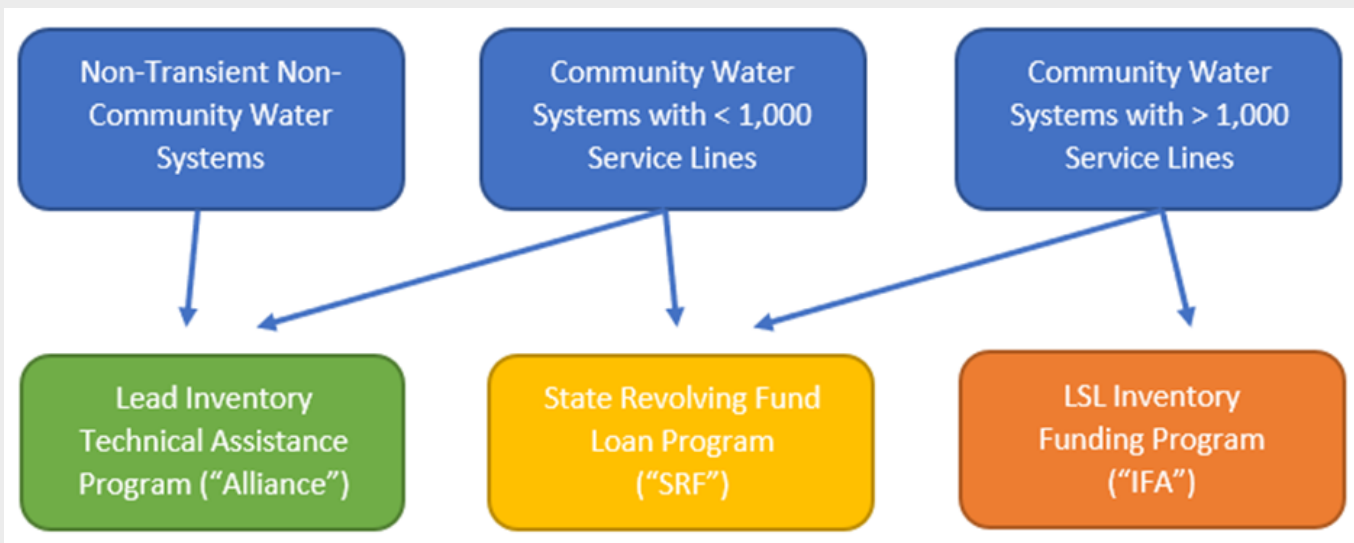 Non-Transient Non-
Community Water
Systems
Community Water
Systems with < 1,000
Service Lines
Community Water
Systems with > 1,000
Service Lines
Lead Inventory
Technical Assistance
Program (“Alliance”)
State Revolving Fund
Loan Program
(“SRF”)
LSL Inventory
Funding Program
(“IFA”)